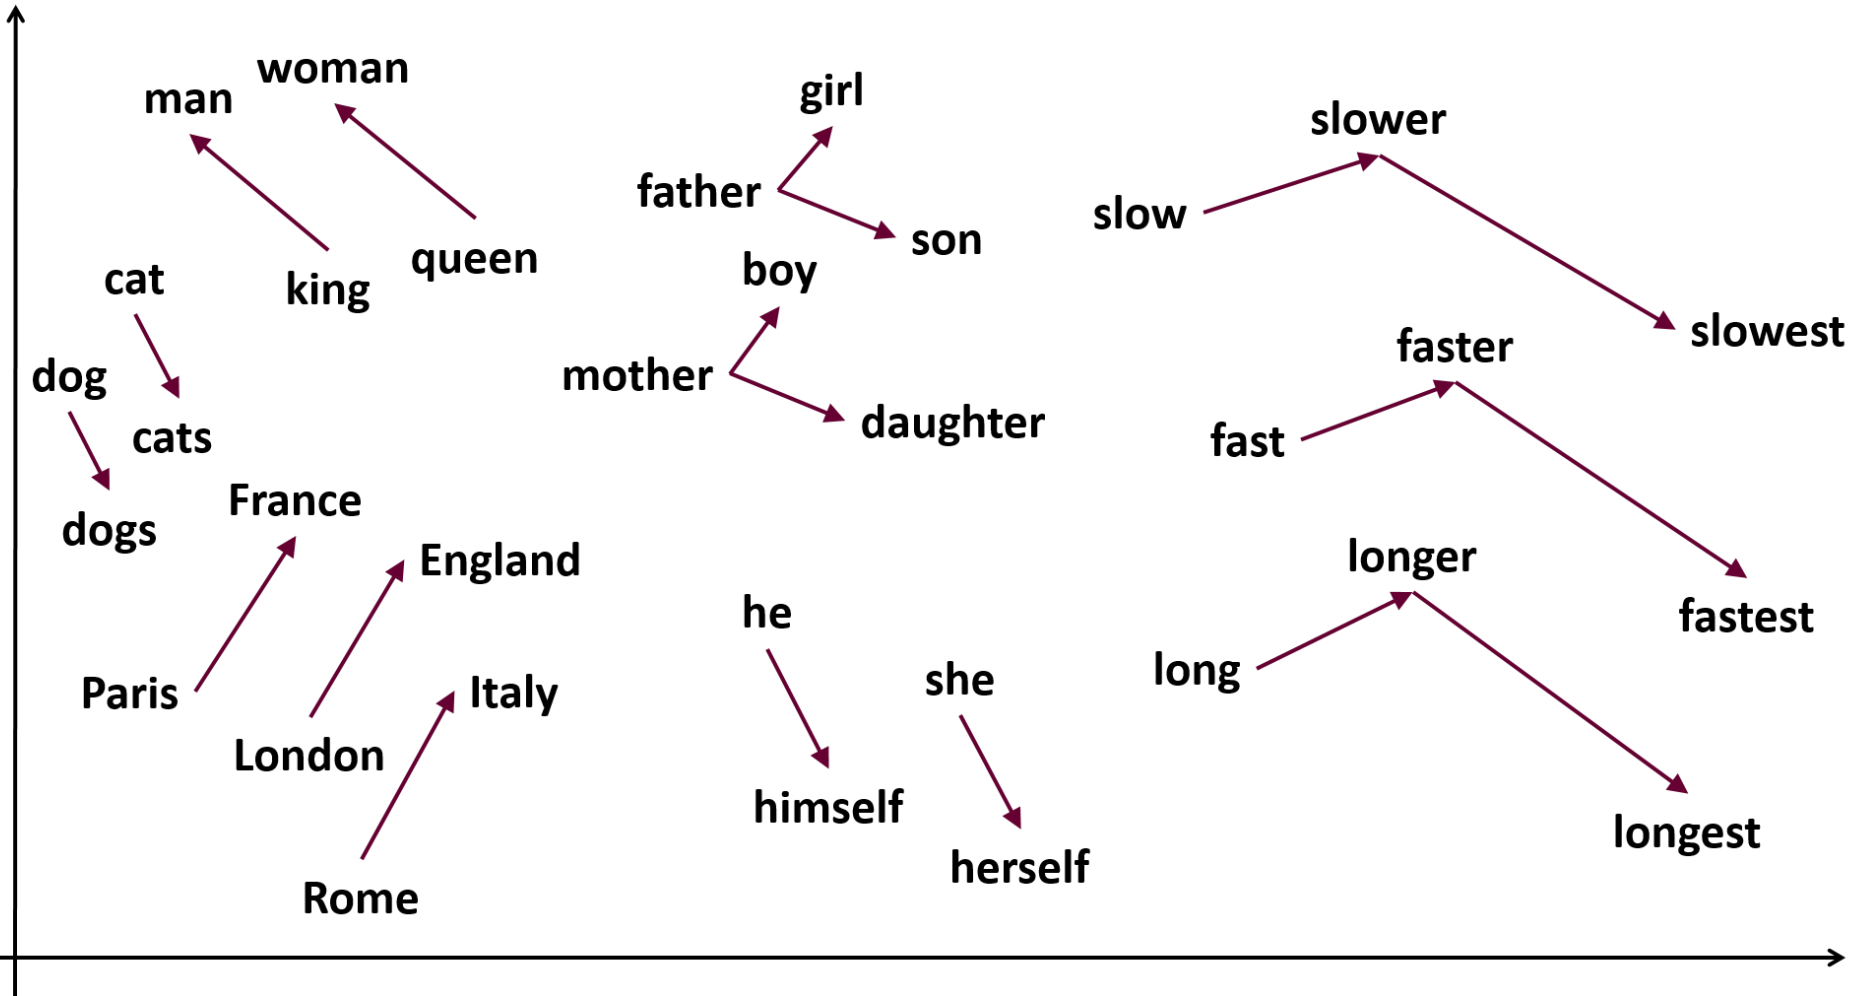 woman
man
king
queen
cat
cats
dog
dogs
France
England
Paris
London
Italy
Rome
girl
father
son
boy
mother
daughter
he
himself
she
herself
slower
slow
slowest
faster
fast
fastest
longer
long
longest